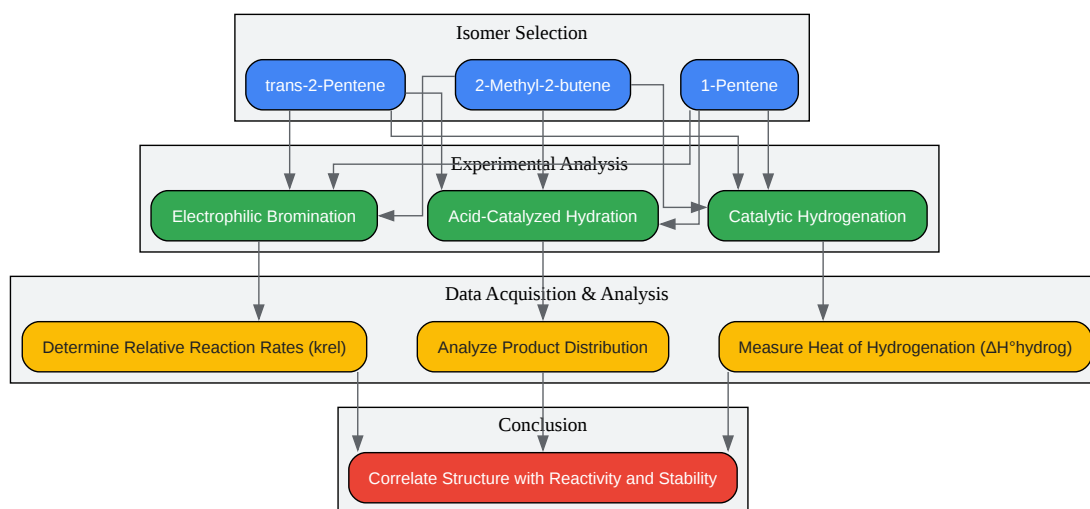 Isomer Selection
trans-2-Pentene
2-Methyl-2-butene
1-Pentene
Experimental Analysis
Electrophilic Bromination
Acid-Catalyzed Hydration
Catalytic Hydrogenation
Data Acquisition & Analysis
Determine Relative Reaction Rates (krel)
Analyze Product Distribution
Measure Heat of Hydrogenation (ΔH°hydrog)
Conclusion
Correlate Structure with Reactivity and Stability